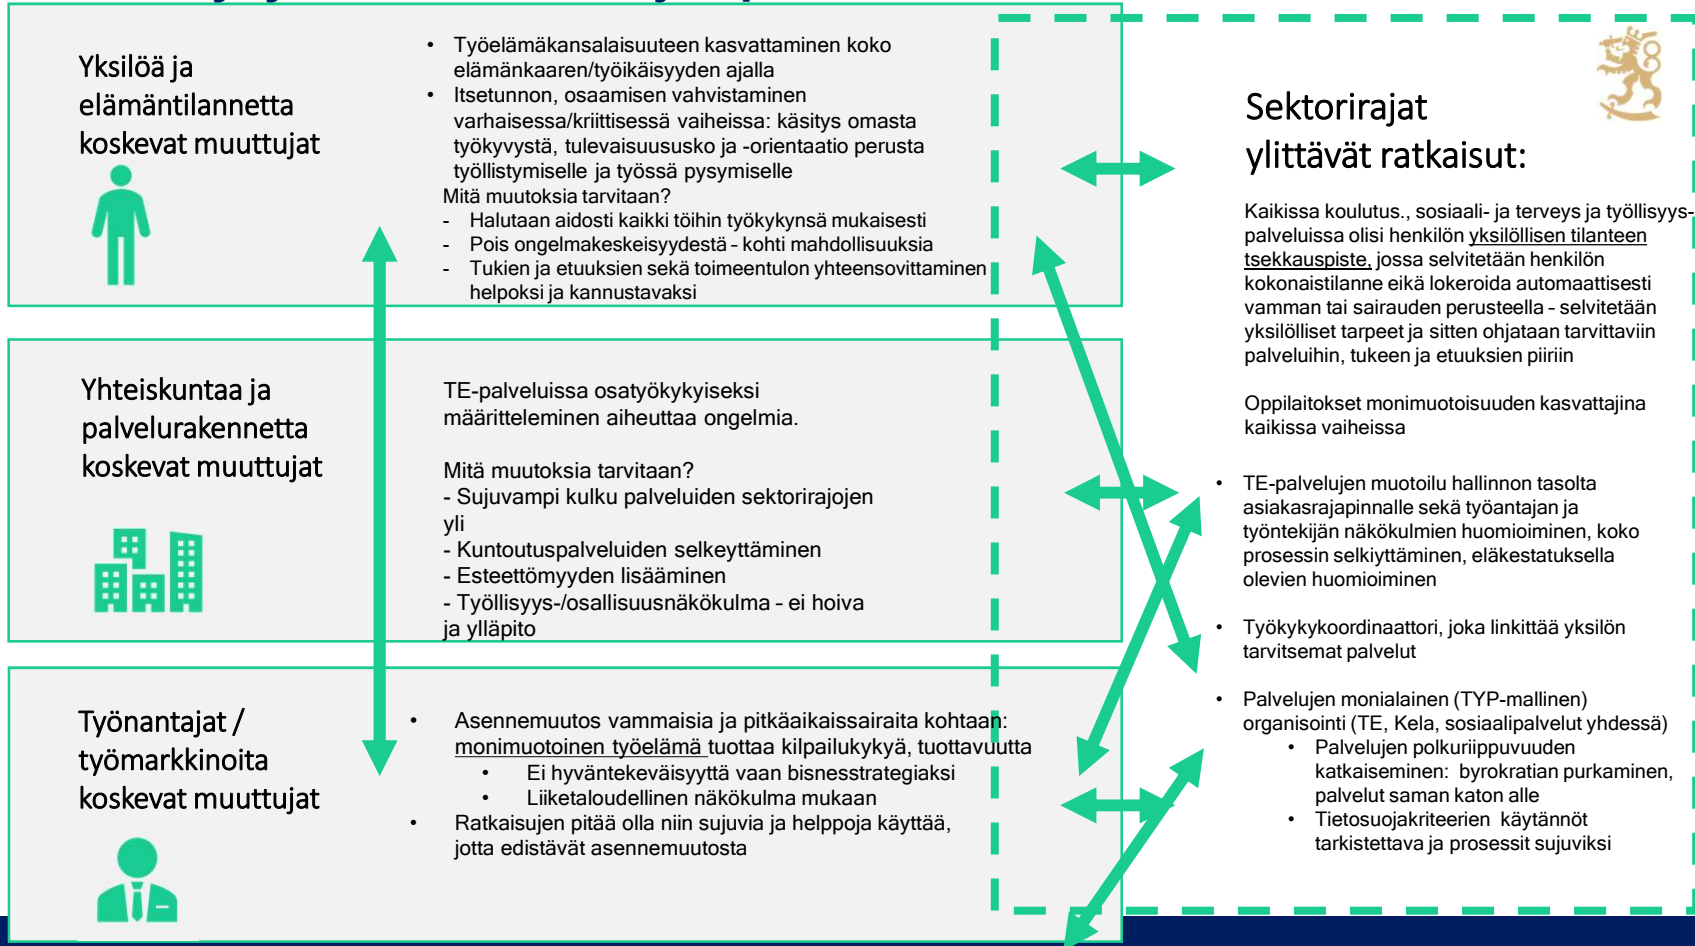 Yksilöä ja
elämäntilannetta
koskevat muuttujat
• Työelämäkansalaisuuteen kasvattaminen koko
elämänkaaren/työikäisyyden ajalla
• Itsetunnon, osaamisen vahvistaminen
varhaisessa/kriittisessä vaiheissa: käsitys omasta
työkyvystä, tulevaisuususko ja -orientaatio perusta
työllistymiselle ja työssä pysymiselle
Mitä muutoksia tarvitaan?
- Halutaan aidosti kaikki töihin työkykynsä mukaisesti
- Pois ongelmakeskeisyydestä – kohti mahdollisuuksia
- Tukien ja etuuksien sekä toimeentulon yhteensovittaminen
helpoksi ja kannustavaksi
Yhteiskuntaa ja
palvelurakennetta
koskevat muuttujat
TE-palveluissa osatyökykyiseksi
määritteleminen aiheuttaa ongelmia.
Mitä muutoksia tarvitaan?
- Sujuvampi kulku palveluiden sektorirajojen
yli
- Kuntoutuspalveluiden selkeyttäminen
- Esteettömyyden lisääminen
- Työllisyys-/osallisuusnäkökulma – ei hoiva
ja ylläpito
Työnantajat /
työmarkkinoita
koskevat muuttujat
• Asennemuutos vammaisia ja pitkäaikaissairaita kohtaan:
monimuotoinen työelämä tuottaa kilpailukykyä, tuottavuutta
• Ei hyväntekeväisyyttä vaan bisnesstrategiaksi
• Liiketaloudellinen näkökulma mukaan
• Ratkaisujen pitää olla niin sujuvia ja helppoja käyttää,
jotta edistävät asennemuutosta
Sektorirajat
ylittävät ratkaisut:
Kaikissa koulutus., sosiaali- ja terveys ja työllisyys-
palveluissa olisi henkilön yksilöllisen tilanteen
tsekkauspiste, jossa selvitetään henkilön
kokonaistilanne eikä lokeroida automaattisesti
vamman tai sairauden perusteella – selvitetään
yksilölliset tarpeet ja sitten ohjataan tarvittaviin
palveluihin, tukeen ja etuuksien piiriin
Oppilaitokset monimuotoisuuden kasvattajina
kaikissa vaiheissa
• TE-palvelujen muotoilu hallinnon tasolta
asiakasrajapinnalle sekä työantajan ja
työntekijän näkökulmien huomioiminen, koko
prosessin selkiyttäminen, eläkestatuksella
olevien huomioiminen
• Työkykykoordinaattori, joka linkittää yksilön
tarvitsemat palvelut
• Palvelujen monialainen (TYP-mallinen)
organisointi (TE, Kela, sosiaalipalvelut yhdessä)
• Palvelujen polkuriippuvuuden
katkaiseminen: byrokratian purkaminen,
palvelut saman katon alle
• Tietosuojakriteerien käytännöt
tarkistettava ja prosessit sujuviksi